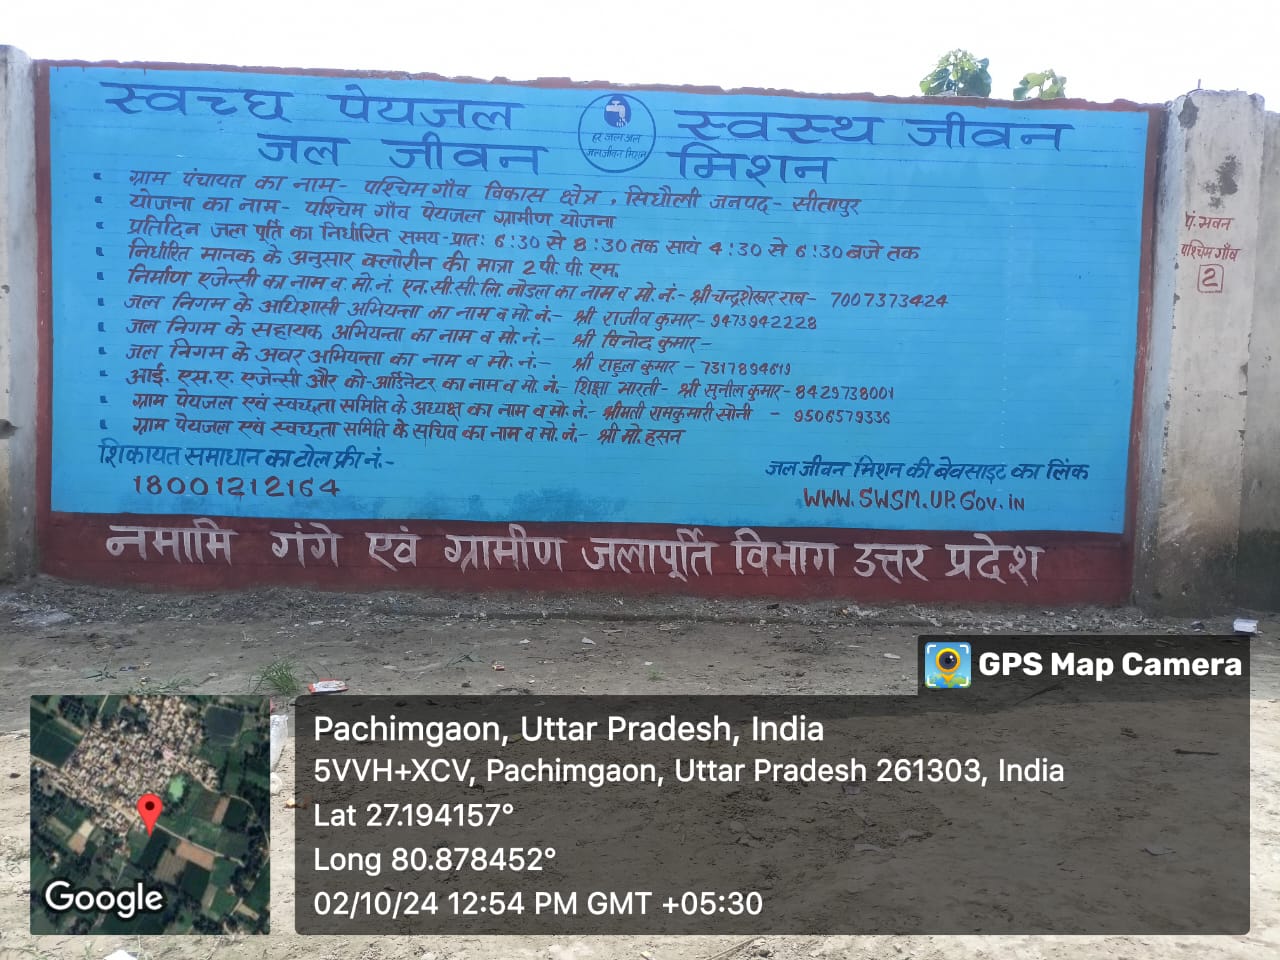 स्वच्छ पेयजल स्वस्थ जीवन
जल जीवन मिशन
हर जल
जल जीवन मिशन
ग्राम पंचायत का नाम- पश्चिम गाँव विकास क्षेत्र, सिधौली जनपद- सीतापुर
योजना का नाम- पश्चिम गाँव पेयजल ग्रामीण योजना
प्रतिदिन जल पूर्ति का निर्धारित समय-प्रातः 6:30 से 8:30 तक सायं 4:30 से 6:30 बजे तक
निर्धारित मानक के अनुसार क्लोरीन की मात्रा 2 पी. पी. एम.
निर्माण एजेन्सी का नाम व मो. नं. एन. सी. सी. लि. नोडल का नाम व मो. नं.- श्री चन्द्रशेखर राव- 7007373424
जल निगम के अधिशासी अभियन्ता का नाम व मो. नं.- श्री राजीव कुमार- 9473942228
जल निगम के सहायक अभियन्ता का नाम व मो. नं.- श्री विनोद कुमार-
जल निगम के अवर अभियन्ता का नाम व मो. नं.- श्री राहुल कुमार - 7317894619
आई. एस. ए. एजेन्सी और को-आर्डिनेटर का नाम व मो. नं.- शिक्षा भारती- श्री सुनील कुमार- 8429738001
ग्राम पेयजल एवं स्वच्छता समिति के अध्यक्ष का नाम व मो. नं.- श्रीमती रामकुमारी सोनी - 9506579336
ग्राम पेयजल एवं स्वच्छता समिति के सचिव का नाम व मो. नं.- श्री मो. हसन
शिकायत समाधान का टोल फ्री नं.-
18001212164
जल जीवन मिशन की बेवसाइट का लिंक
WWW.SWSM.UP.Gov.iN
नमामि गंगे एवं ग्रामीण जलापूर्ति विभाग उत्तर प्रदेश
पं. भवन
पश्चिम गाँव
2
GPS Map Camera
Pachimgaon, Uttar Pradesh, India
5VVH+XCV, Pachimgaon, Uttar Pradesh 261303, India
Lat 27.194157°
Long 80.878452°
02/10/24 12:54 PM GMT +05:30
Google